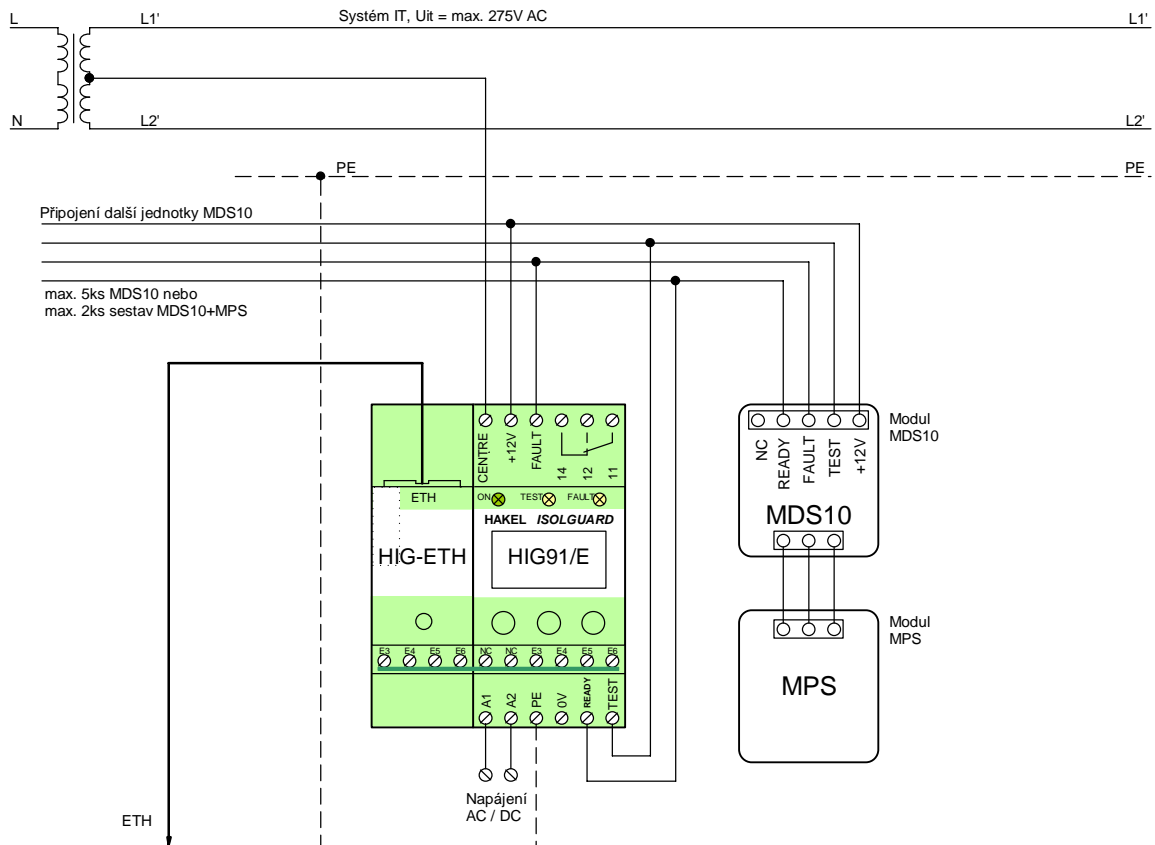 L
L1'
Systém IT, Uit = max. 275V AC
L1'
N
L2'
L2'
PE
PE
Připojení další jednotky MDS10
max. 5ks MDS10 nebo
max. 2ks sestav MDS10+MPS
CENTRE
+12V
FAULT
14
12
11
ETH
ON
TEST
FAULT
HAKEL ISOLGUARD
HIG-ETH
HIG91/E
E3 E4 E5 E6 NC NC E3 E4 E5 E6
A1
A2
PE
0V
READY
TEST
Napájení
AC / DC
ETH
NC
READY
FAULT
TEST
+12V
MDS10
Modul
MDS10
Modul
MPS
MPS